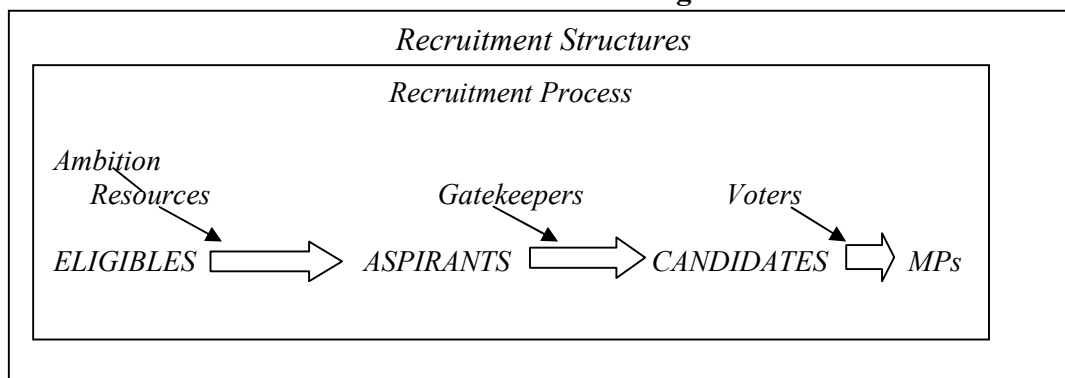 Recruitment Structures
Recruitment Process
Ambition
Resources Gatekeepers Voters
ELIGIBLES ASPIRANTS CANDIDATES MPs